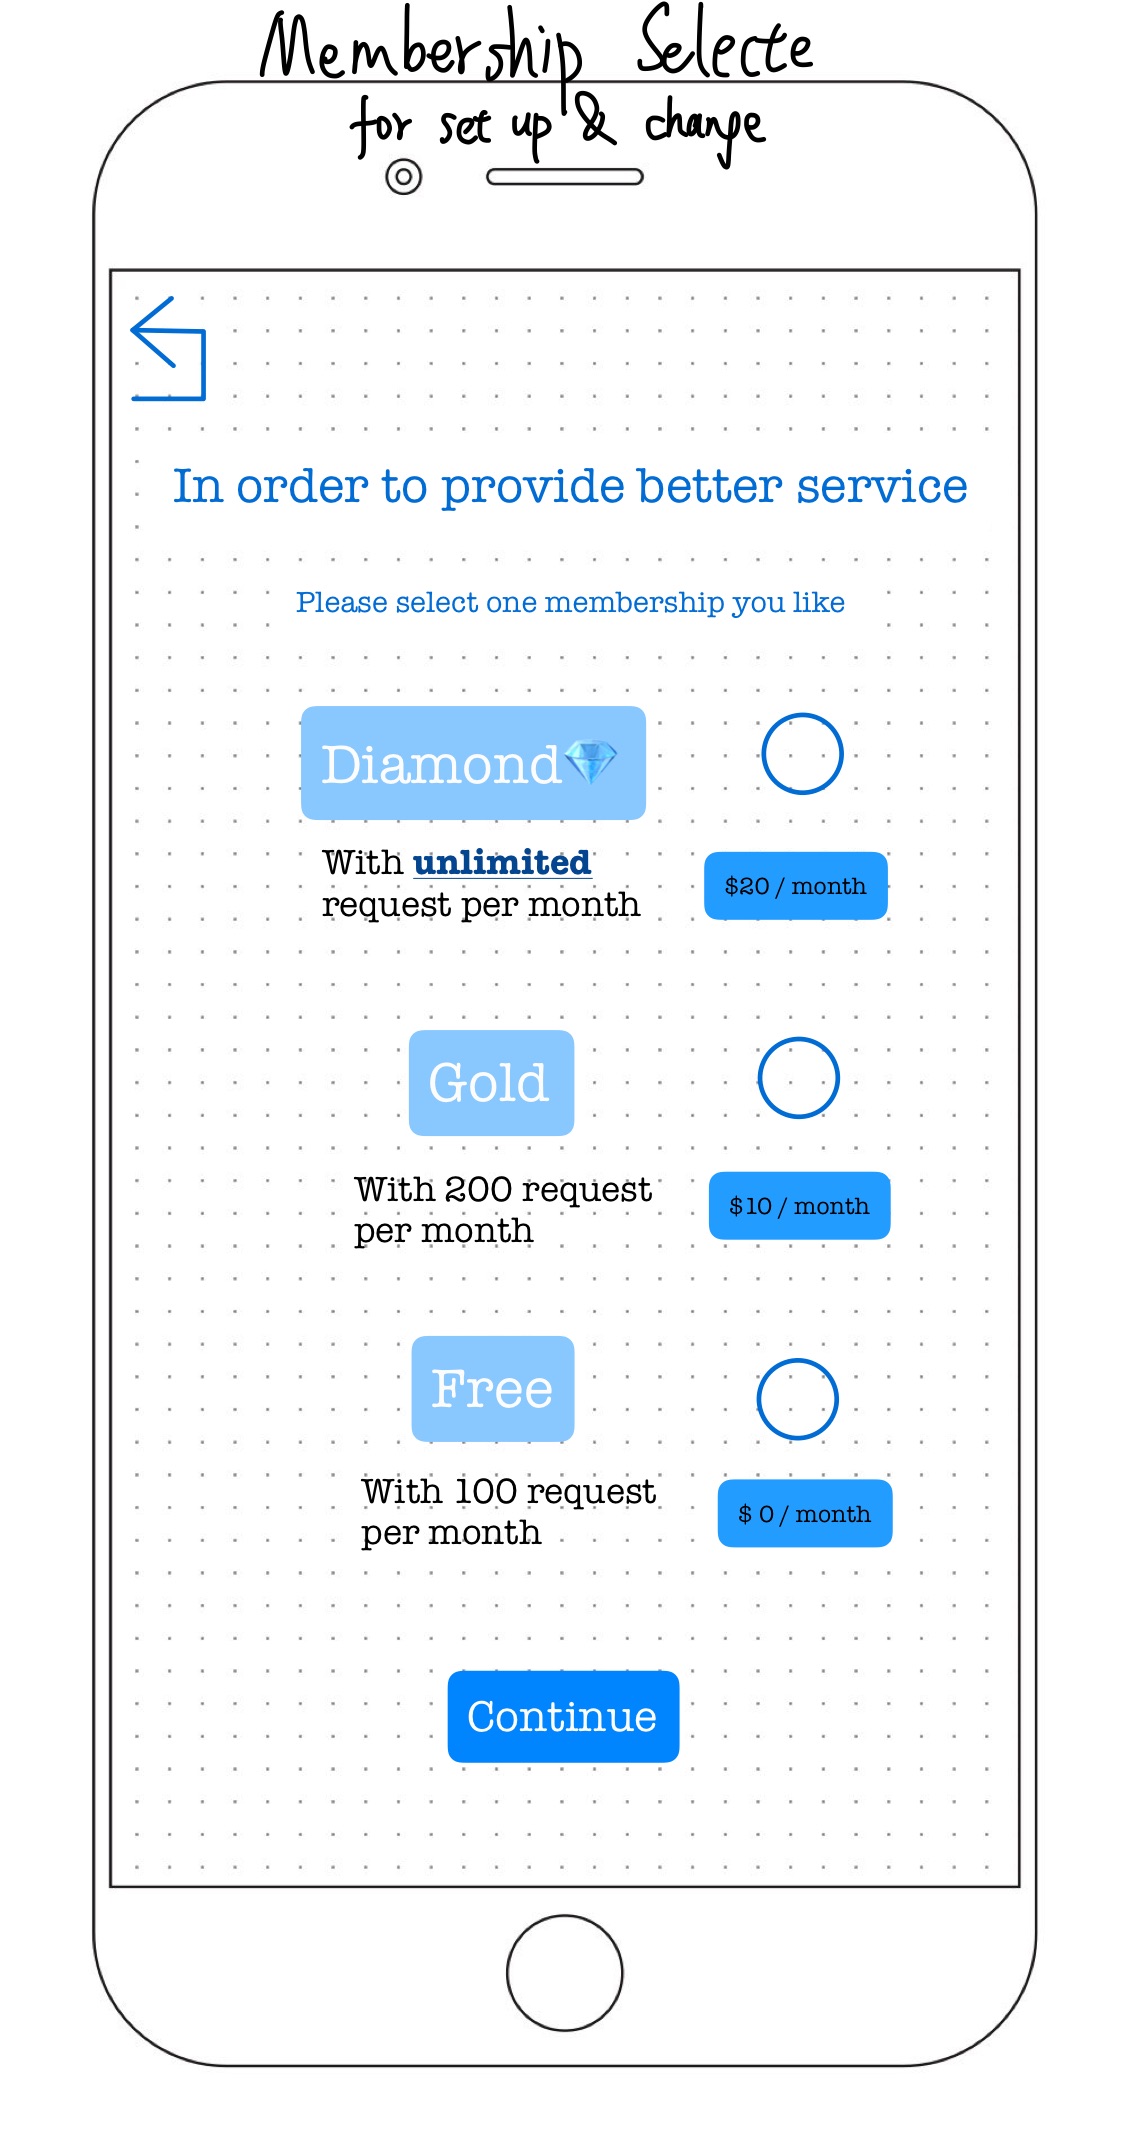 Membership Selecte
for set up & change
In order to provide better service
Please select one membership you like
Diamond💎
With unlimited
request per month
$20 / month
Gold
With 200 request
per month
$10 / month
Free
With 100 request
per month
$ 0 / month
Continue